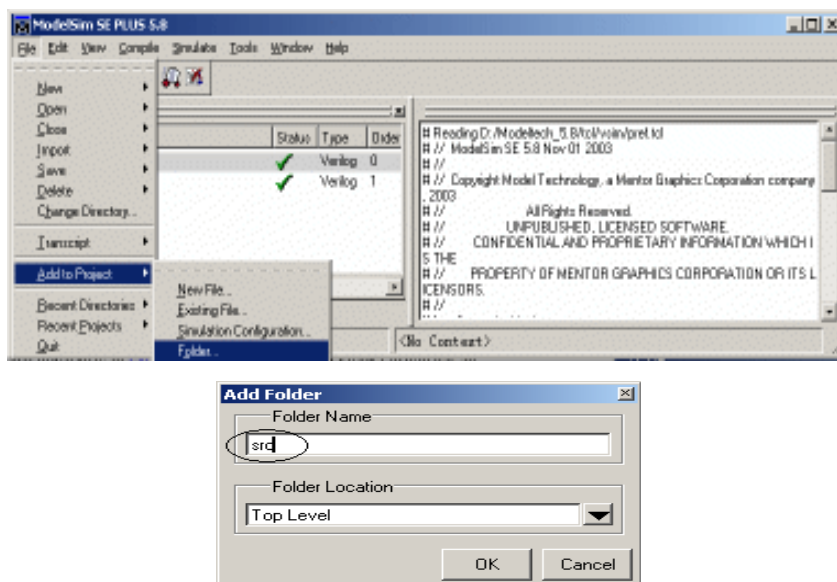 ModelSim SE PLUS 5.8
File Edit View Compile Simulate Tools Window Help
New
Open
Close
Import
Save
Delete
Change Directory...
Transcript
Add to Project
Recent Directories
Recent Projects
Quit
New File...
Existing File...
Simulation Configuration...
Folder...
Status Type Order
Verilog 0
Verilog 1
# Reading D:/Modeltech_5.8/tcl/vsim/pref.tcl
# // ModelSim SE 5.8 Nov 01 2003
# //
# // Copyright Model Technology, a Mentor Graphics Corporation company
, 2003
# // All Rights Reserved.
# // UNPUBLISHED, LICENSED SOFTWARE.
# // CONFIDENTIAL AND PROPRIETARY INFORMATION WHICH I
S THE
# // PROPERTY OF MENTOR GRAPHICS CORPORATION OR ITS L
ICENSORS.
# //
<No Context>
Add Folder
Folder Name
src
Folder Location
Top Level
OK Cancel